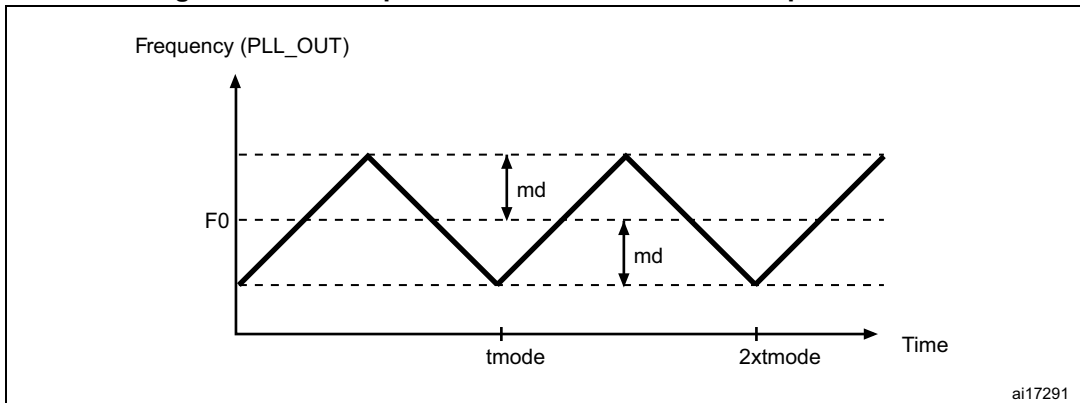 Frequency (PLL_OUT)
md
F0
md
tmode
2xtmode
Time
ai17291